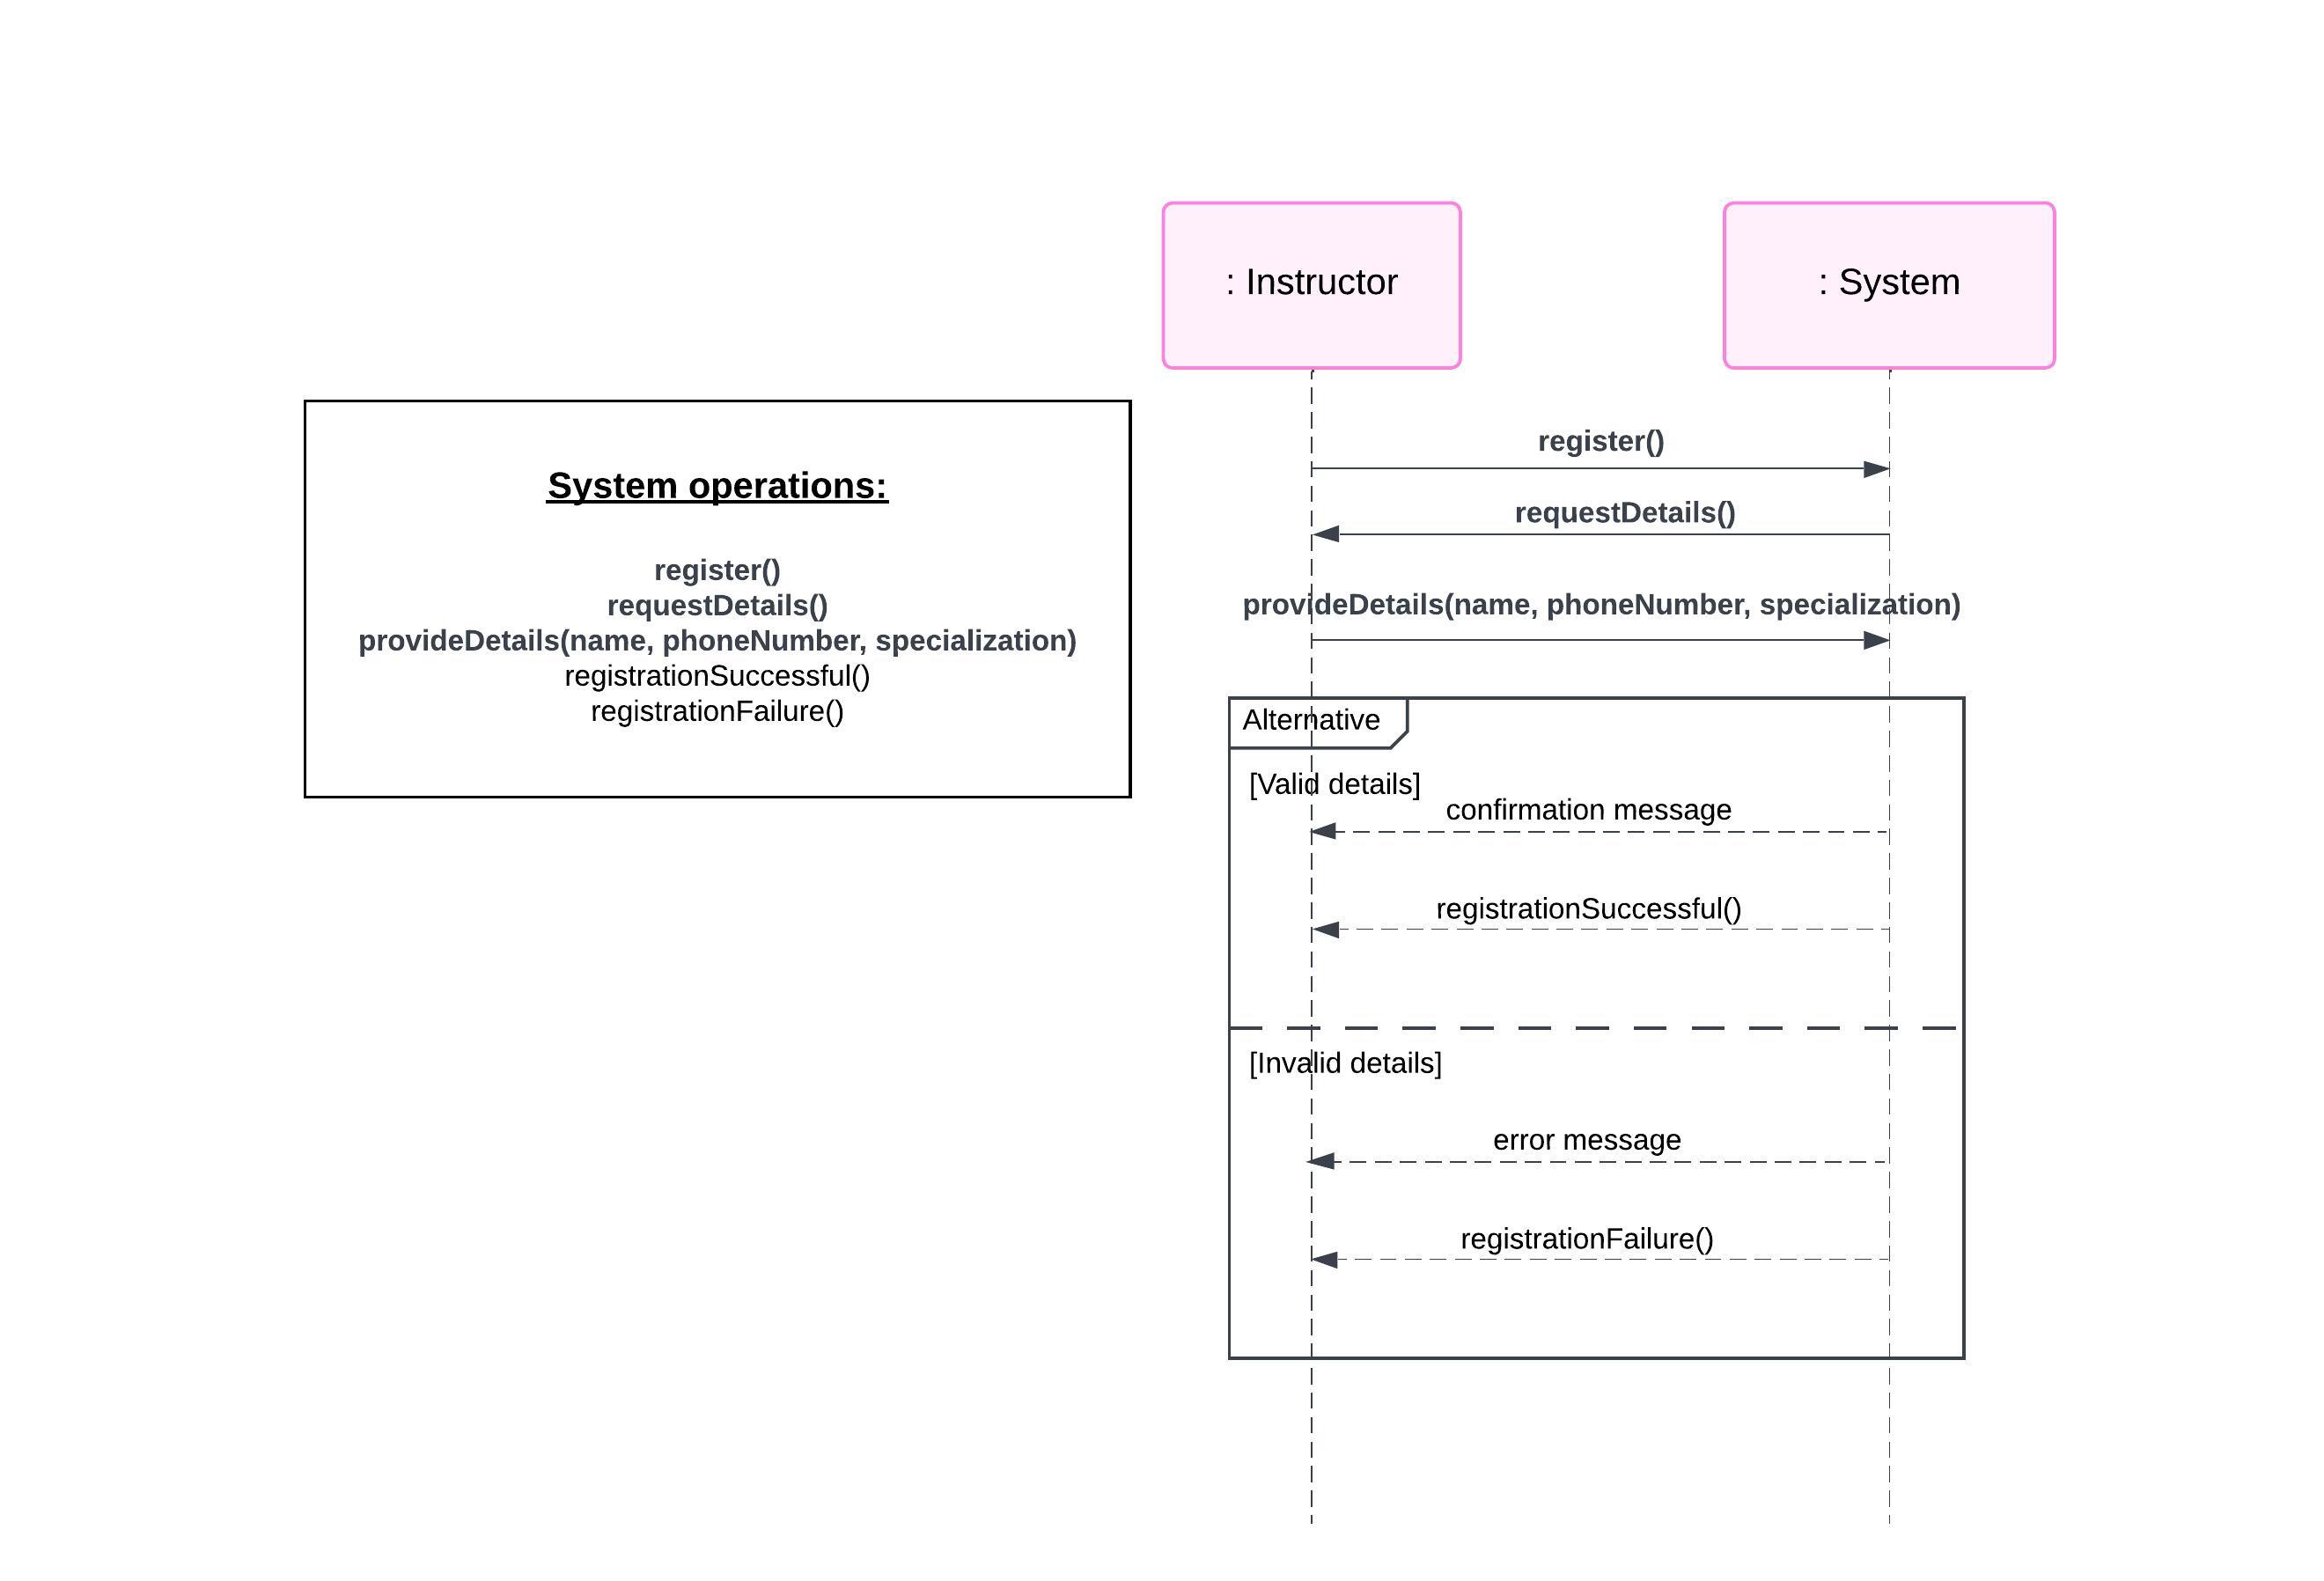 : Instructor
: System
System operations:
register()
requestDetails()
provideDetails(name, phoneNumber, specialization)
registrationSuccessful()
registrationFailure()
register()
requestDetails()
provideDetails(name, phoneNumber, specialization)
Alternative
[Valid details]
confirmation message
registrationSuccessful()
[Invalid details]
error message
registrationFailure()